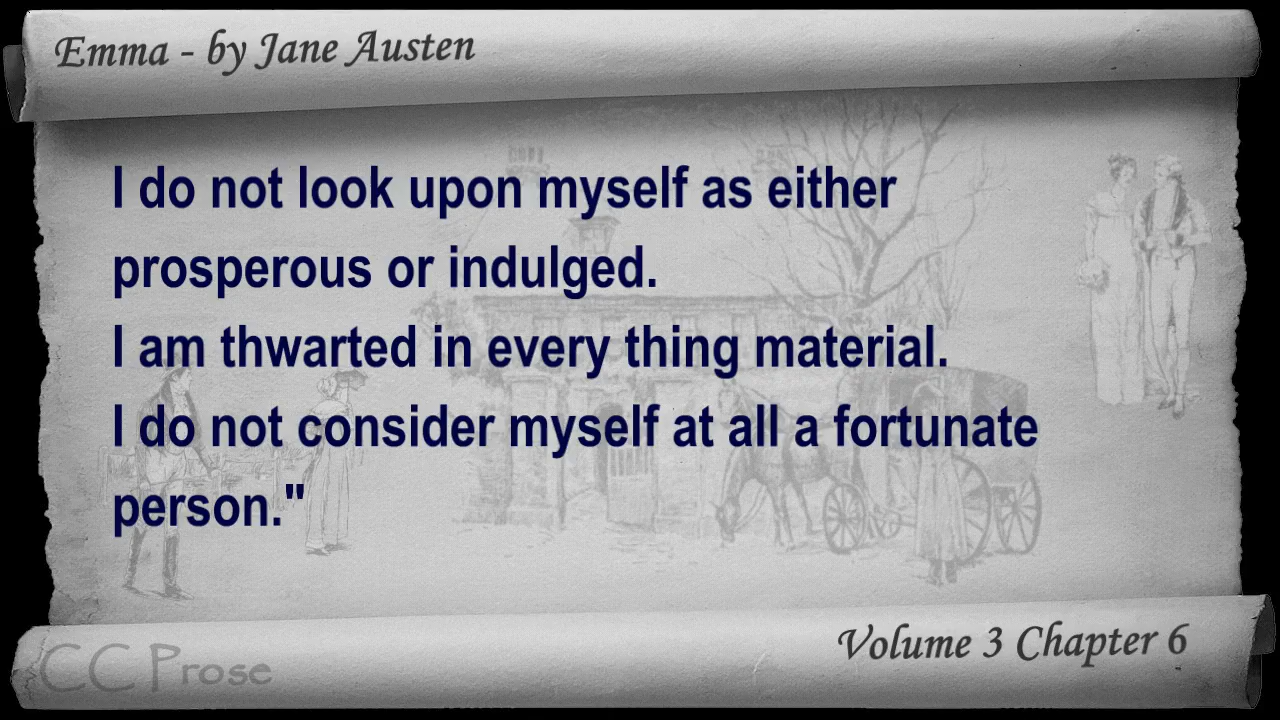 Emma - by Jane Austen
I do not look upon myself as either
prosperous or indulged.
I am thwarted in every thing material.
I do not consider myself at all a fortunate
person."
Volume 3 Chapter 6
CC Prose